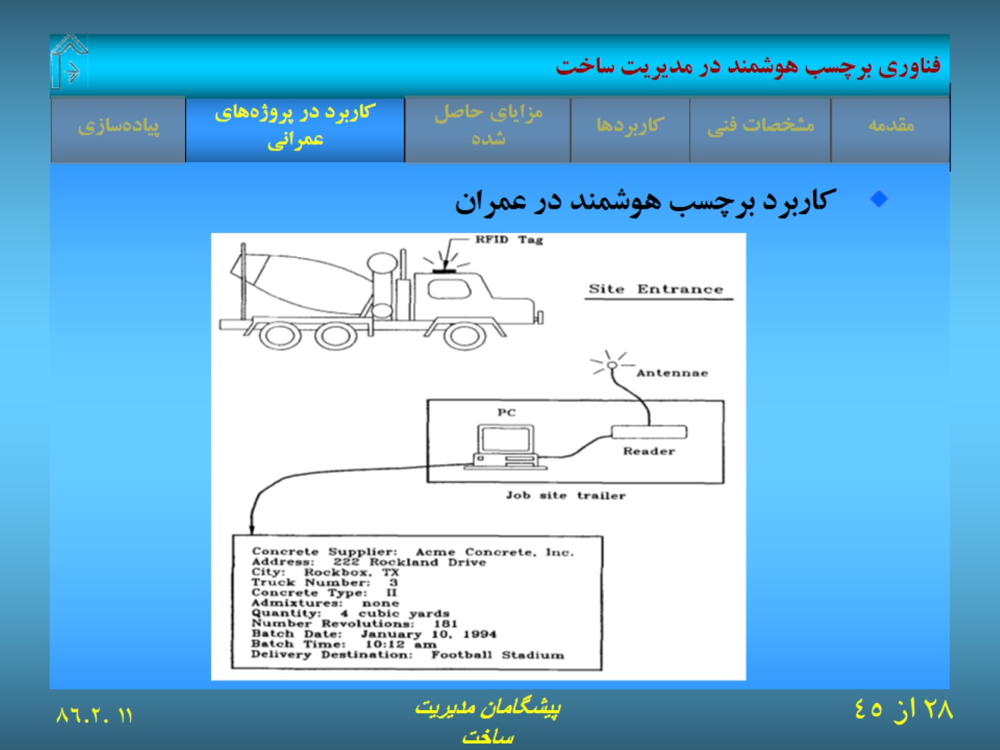 فناوری برچسب هوشمند در مدیریت ساخت
مقدمه
مشخصات فنی
کاربردها
مزایای حاصل
شده
کاربرد در پروژه‌های
عمرانی
پیاده‌سازی
کاربرد برچسب هوشمند در عمران
RFID Tag
Site Entrance
Antennae
PC
Reader
Job site trailer
Concrete Supplier: Acme Concrete, Inc.
Address: 222 Rockland Drive
City: Rockbox, TX
Truck Number: 3
Concrete Type: II
Admixtures: none
Quantity: 4 cubic yards
Number Revolutions: 181
Batch Date: January 10, 1994
Batch Time: 10:12 am
Delivery Destination: Football Stadium
۲۸ از ٤٥
پیشگامان مدیریت
ساخت
۸٦.۲. ۱۱